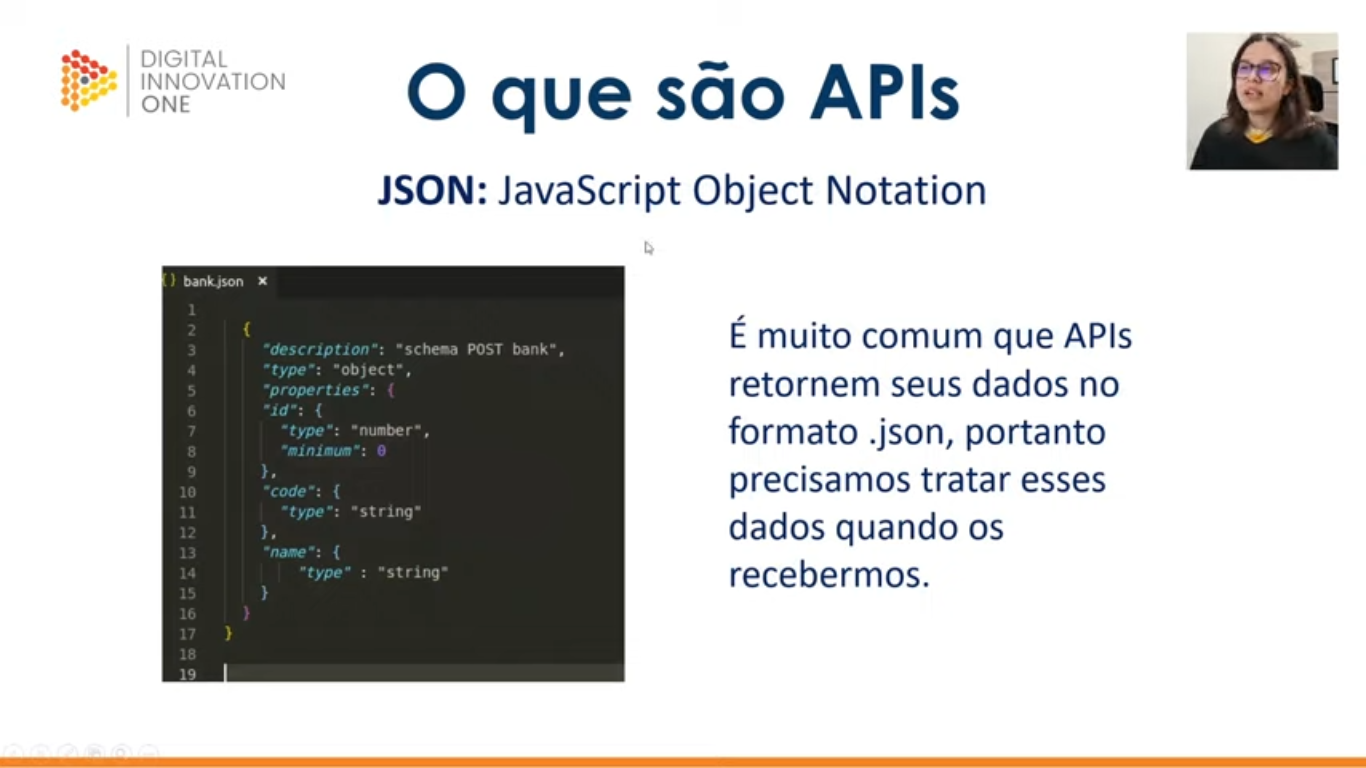 DIGITAL
INNOVATION
ONE
O que são APIs
JSON: JavaScript Object Notation
{} bank.json ×
1
2 {
3 "description": "schema POST bank",
4 "type": "object",
5 "properties": {
6 "id": {
7 "type": "number",
8 "minimum": 0
9 },
10 "code": {
11 "type": "string"
12 },
13 "name": {
14 "type" : "string"
15 }
16 }
17 }
18
19
É muito comum que APIs
retornem seus dados no
formato .json, portanto
precisamos tratar esses
dados quando os
recebermos.